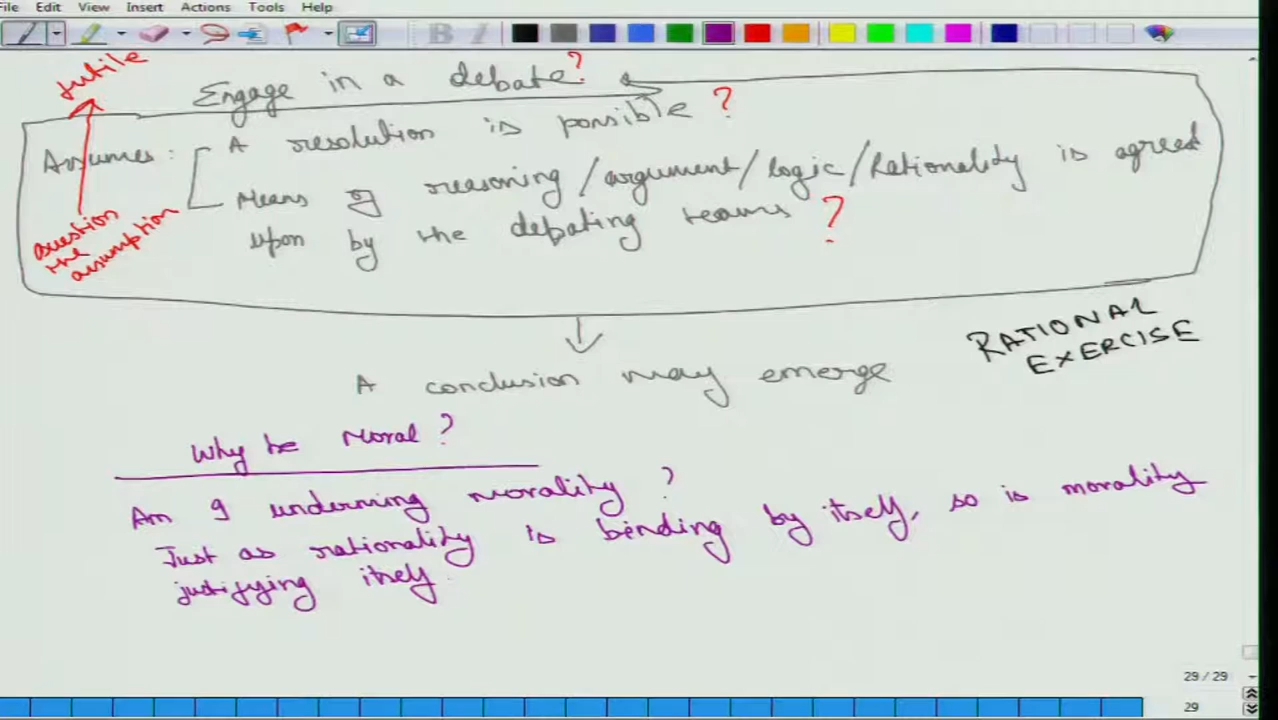 File Edit View Insert Actions Tools Help
futile
Engage in a debate?
Assumes: A resolution is possible ?
Means of reasoning/argument/logic/Rationality is agreed
upon by the debating teams ?
question
the
assumption
RATIONAL
EXERCISE
A conclusion may emerge
Why be Moral?
Am I undermining morality ?
Just as rationality is binding by itself, so is morality
justifying itself
29 / 29
29